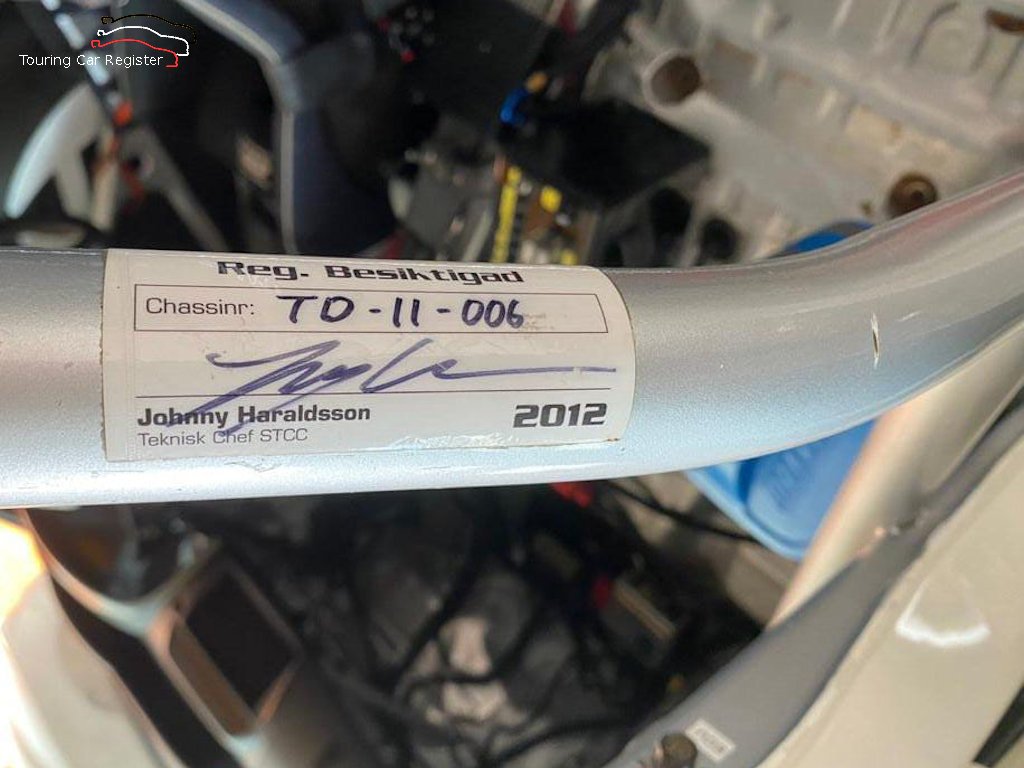 Touring Car Register
Reg. Besiktigad
Chassinr: TD-11-006
Johnny Haraldsson
2012
Teknisk Chef STCC